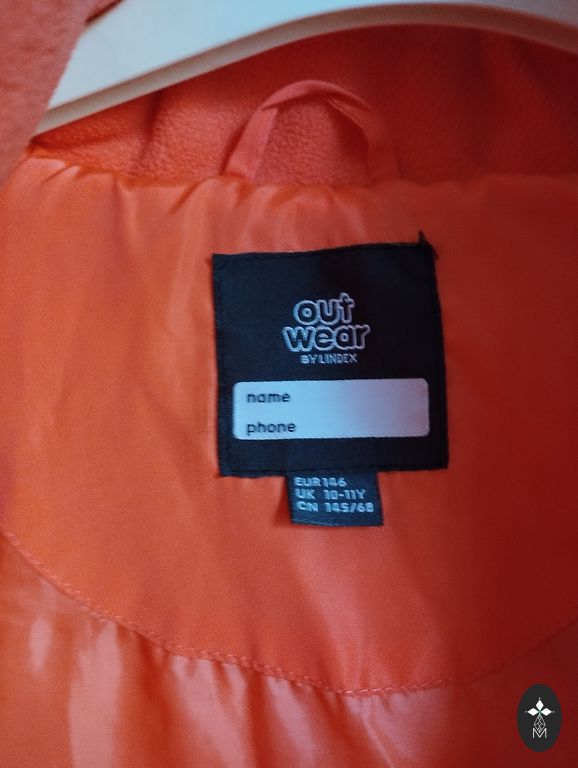 out
wear
BY LINDEX
name
phone
EUR 146
UK 10-11Y
CN 145/68
M